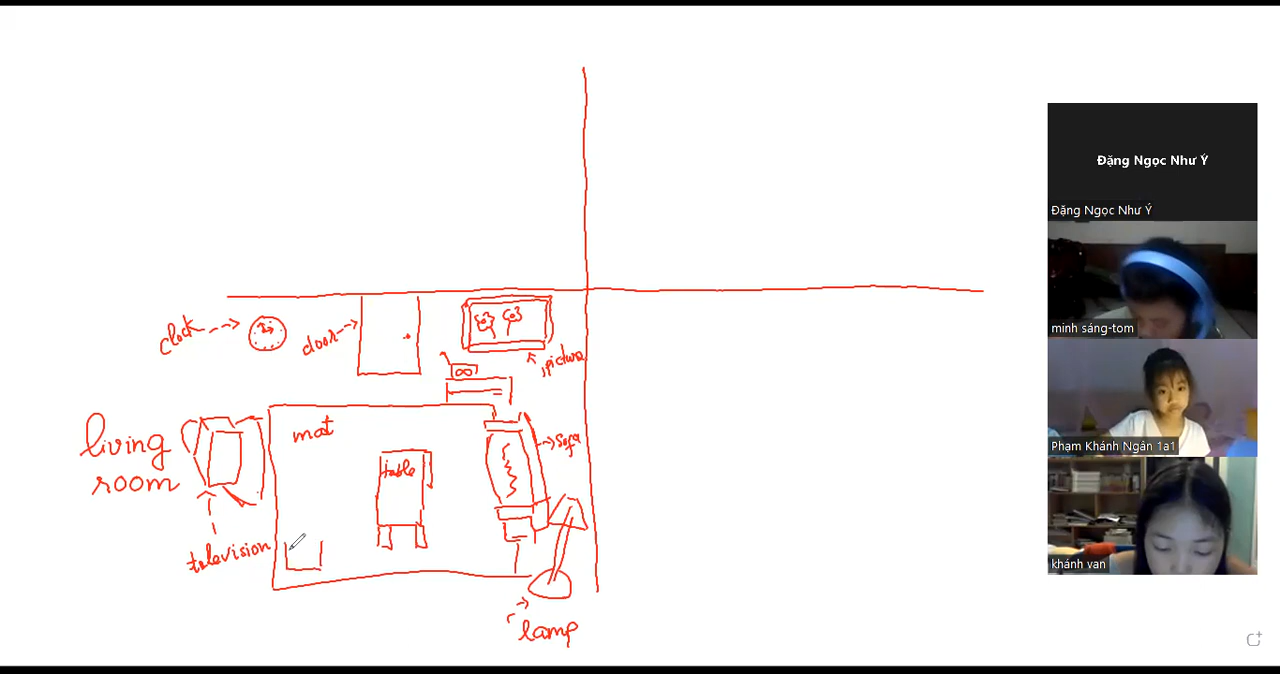 Đặng Ngọc Như Ý
Đặng Ngọc Như Ý
minh sáng-tom
Phạm Khánh Ngân 1a1
khánh van
clock
door
picture
living
room
mat
table
sofa
television
lamp